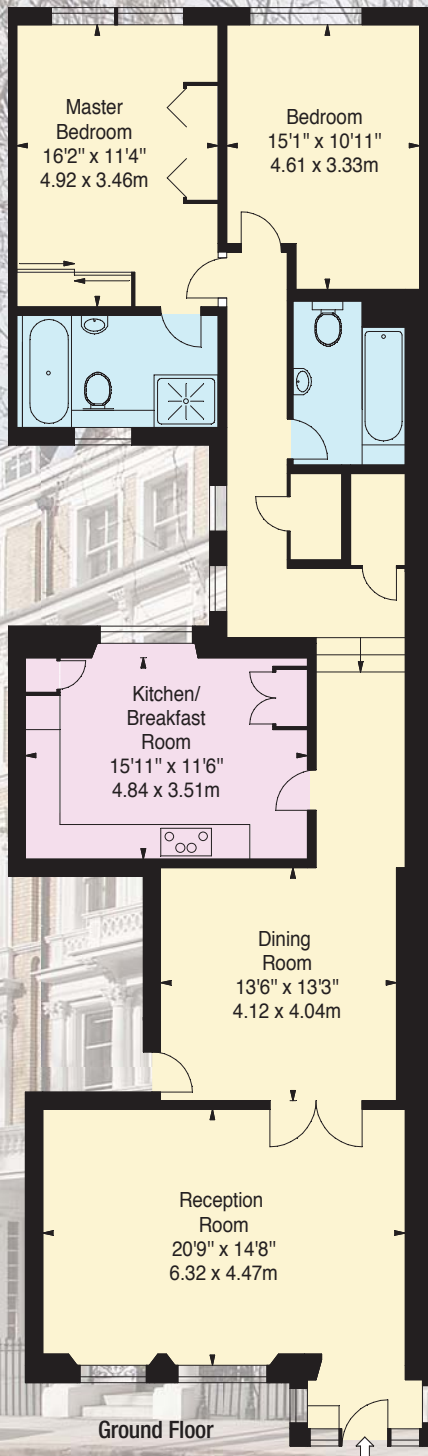 Master
Bedroom
16'2" x 11'4"
4.92 x 3.46m
Bedroom
15'1" x 10'11"
4.61 x 3.33m
Kitchen/
Breakfast
Room
15'11" x 11'6"
4.84 x 3.51m
Dining
Room
13'6" x 13'3"
4.12 x 4.04m
Reception
Room
20'9" x 14'8"
6.32 x 4.47m
Ground Floor